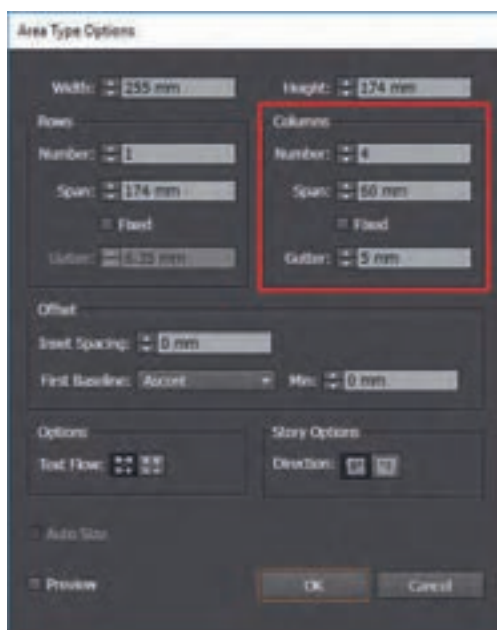 Area Type Options
Width: 255 mm Height: 174 mm
Rows Columns
Number: 1 Number: 4
Span: 174 mm Span: 60 mm
Fixed Fixed
Gutter: 6.35 mm Gutter: 5 mm
Offset
Inset Spacing: 0 mm
First Baseline: Ascent Min: 0 mm
Options Story Options
Text Flow: Direction:
Auto Size
Preview OK Cancel